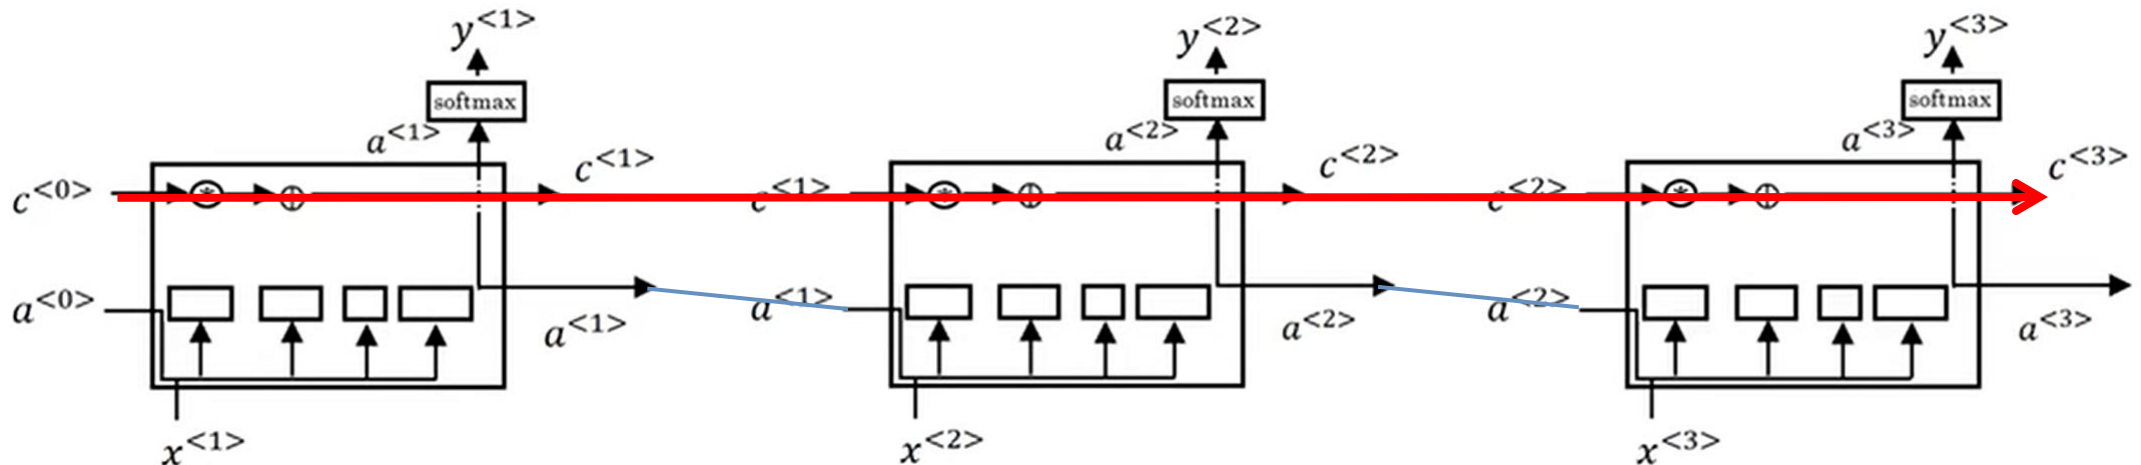 y<1> y<2> y<3>
softmax softmax softmax
a<1> a<2> a<3>
c<0> c<1> c<1> c<2> c<2> c<3>
a<0> a<1> a<1> a<2> a<2> a<3>
x<1> x<2> x<3>